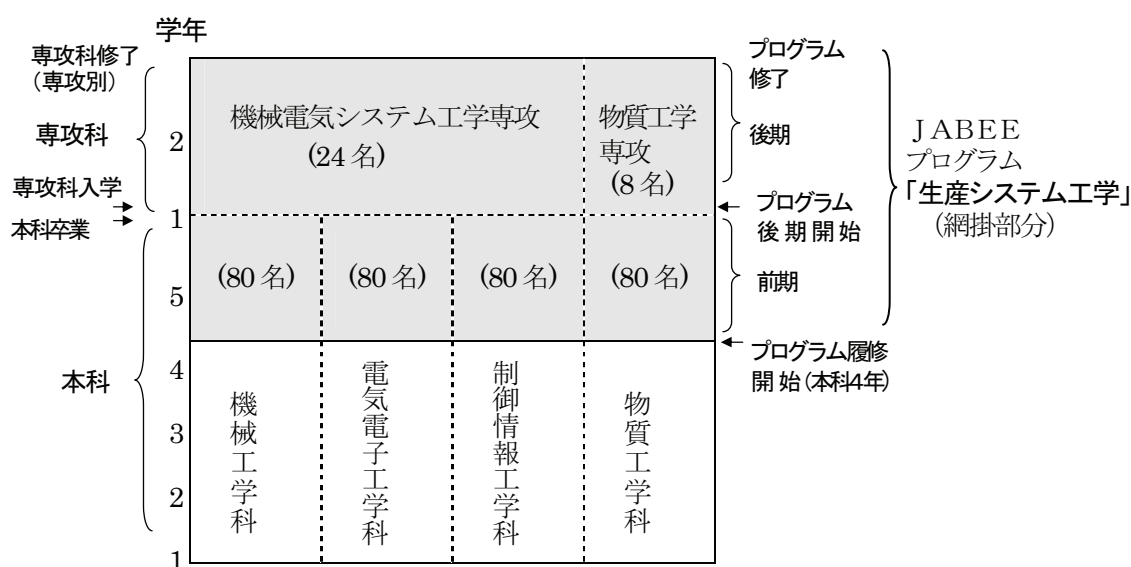 学年
専攻科修了
(専攻別)
専攻科
専攻科入学
本科卒業
本科
2
1
5
4
3
2
1
機械電気システム工学専攻
(24名)
物質工学
専攻
(8名)
(80名)
(80名)
(80名)
(80名)
機械工学科
電気電子工学科
制御情報工学科
物質工学科
プログラム
修了
後期
プログラム
後期開始
前期
プログラム履修
開始(本科4年)
JABEE
プログラム
「生産システム工学」
(網掛部分)